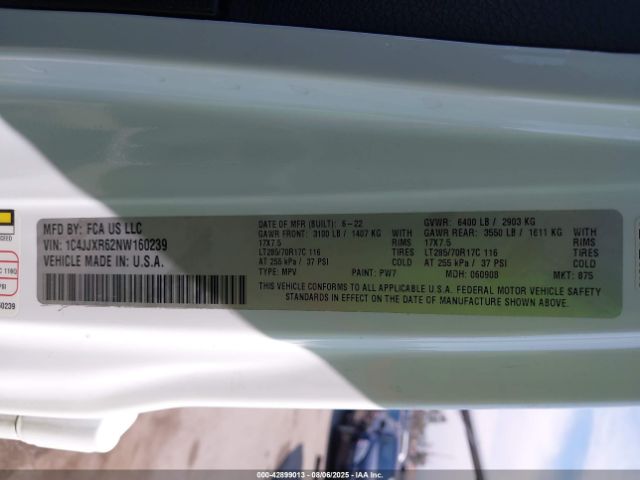 MFD BY: FCA US LLC
VIN: 1C4JJXR62NW160239
VEHICLE MADE IN U.S.A.
DATE OF MFR (BUILT): 6-22 GVWR: 6400 LB / 2903 KG
GAWR FRONT: 3100 LB / 1407 KG WITH GAWR REAR: 3550 LB / 1611 KG WITH
17X7.5 RIMS 17X7.5 RIMS
LT285/70R17C 116 TIRES LT285/70R17C 116 TIRES
AT 255 kPa / 37 PSI COLD AT 255 kPa / 37 PSI COLD
TYPE: MPV PAINT: PW7 MDH: 060908 MKT: 875
THIS VEHICLE CONFORMS TO ALL APPLICABLE U.S.A. FEDERAL MOTOR VEHICLE SAFETY
STANDARDS IN EFFECT ON THE DATE OF MANUFACTURE SHOWN ABOVE.
000-42899013 - 08/06/2025 - IAA Inc.